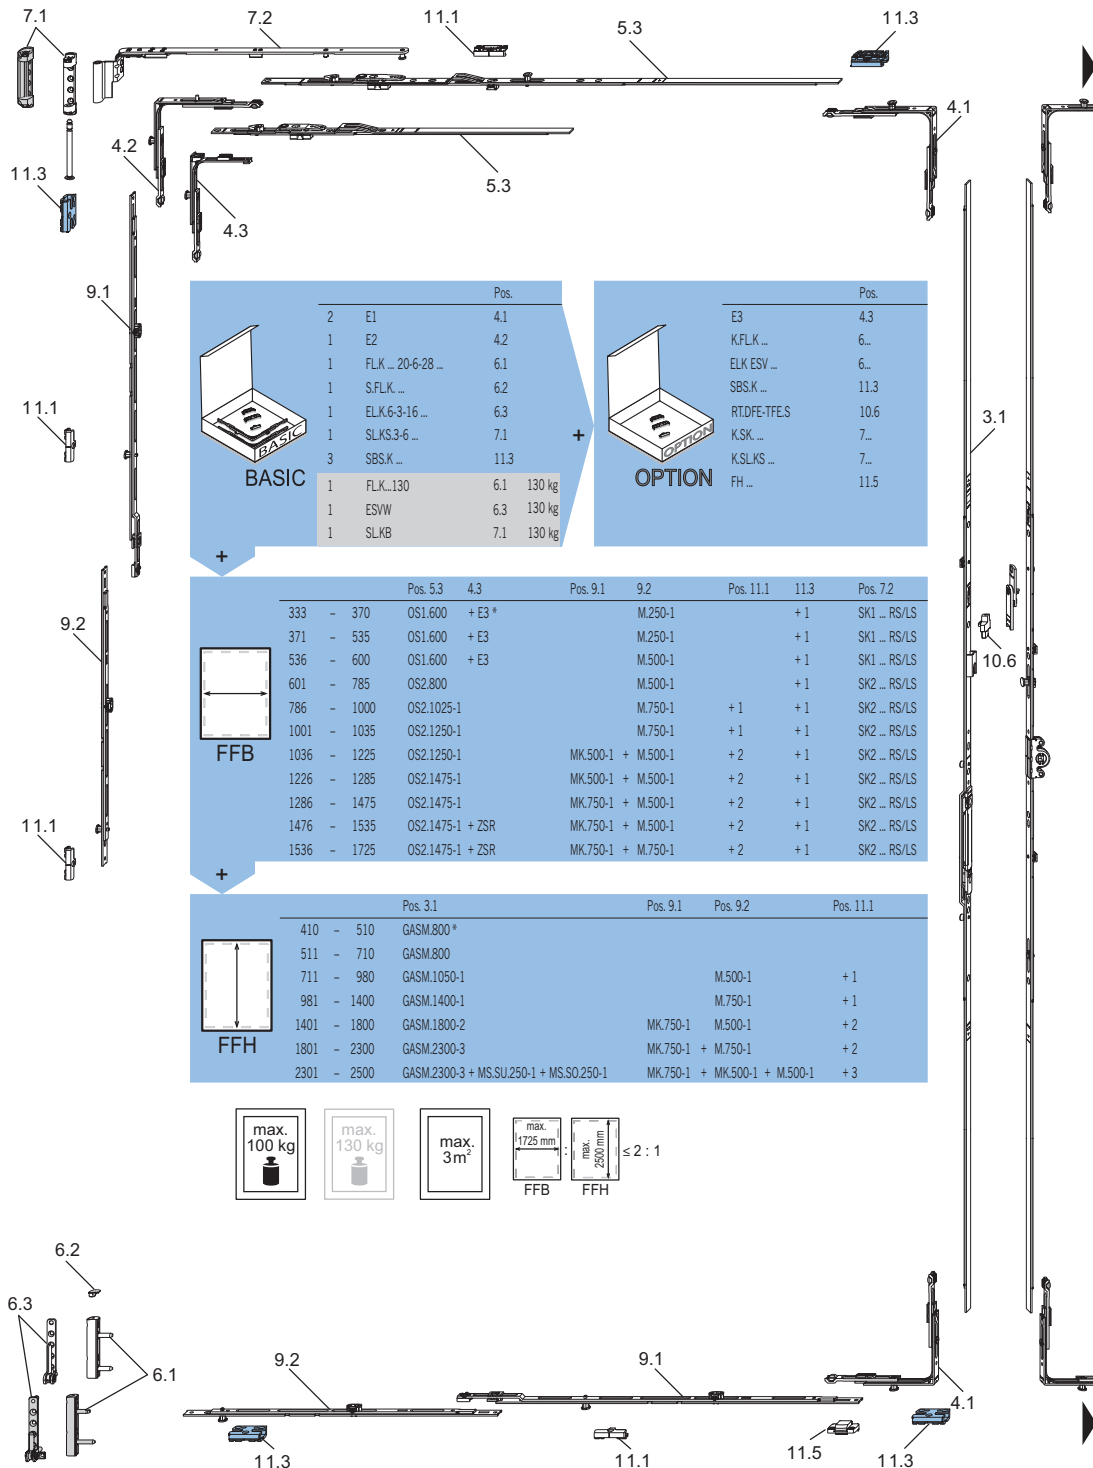 7.1
7.2
11.1
5.3
11.3
4.2
4.1
5.3
11.3
4.3
9.1
11.1
3.1
9.2
10.6
11.1
Pos.
2 E1 4.1
1 E2 4.2
1 FL.K ... 20-6-28 ... 6.1
1 S.FL.K. ... 6.2
1 EL.K.6-3-16 ... 6.3
1 SL.KS.3-6 ... 7.1
3 SBS.K ... 11.3
1 FL.K...130 6.1 130 kg
1 ESVW 6.3 130 kg
1 SL.KB 7.1 130 kg
BASIC
BASIC
+
Pos.
E3 4.3
K.FL.K ... 6...
ELK ESV ... 6...
SBS.K ... 11.3
RT.DFE-TFE.S 10.6
K.SK. ... 7...
K.SL.KS ... 7...
FH ... 11.5
OPTION
OPTION
+
Pos. 5.3 4.3 Pos. 9.1 9.2 Pos. 11.1 11.3 Pos. 7.2
333 – 370 OS1.600 + E3 * M.250-1 + 1 SK1 ... RS/LS
371 – 535 OS1.600 + E3 M.250-1 + 1 SK1 ... RS/LS
536 – 600 OS1.600 + E3 M.500-1 + 1 SK1 ... RS/LS
601 – 785 OS2.800 M.500-1 + 1 SK2 ... RS/LS
786 – 1000 OS2.1025-1 M.750-1 + 1 + 1 SK2 ... RS/LS
1001 – 1035 OS2.1250-1 M.750-1 + 1 + 1 SK2 ... RS/LS
1036 – 1225 OS2.1250-1 MK.500-1 + M.500-1 + 2 + 1 SK2 ... RS/LS
1226 – 1285 OS2.1475-1 MK.500-1 + M.500-1 + 2 + 1 SK2 ... RS/LS
1286 – 1475 OS2.1475-1 MK.750-1 + M.500-1 + 2 + 1 SK2 ... RS/LS
1476 – 1535 OS2.1475-1 + ZSR MK.750-1 + M.500-1 + 2 + 1 SK2 ... RS/LS
1536 – 1725 OS2.1475-1 + ZSR MK.750-1 + M.750-1 + 2 + 1 SK2 ... RS/LS
FFB
+
Pos. 3.1 Pos. 9.1 Pos. 9.2 Pos. 11.1
410 – 510 GASM.800 *
511 – 710 GASM.800
711 – 980 GASM.1050-1 M.500-1 + 1
981 – 1400 GASM.1400-1 M.750-1 + 1
1401 – 1800 GASM.1800-2 MK.750-1 M.500-1 + 2
1801 – 2300 GASM.2300-3 MK.750-1 + M.750-1 + 2
2301 – 2500 GASM.2300-3 + MS.SU.250-1 + MS.SO.250-1 MK.750-1 + MK.500-1 + M.500-1 + 3
FFH
max.
100 kg
max.
130 kg
max.
3m²
max.
1725 mm
FFB
:
max.
2500 mm
FFH
≤ 2 : 1
6.2
6.3
6.1
9.2
9.1
4.1
11.3
11.1
11.5
11.3